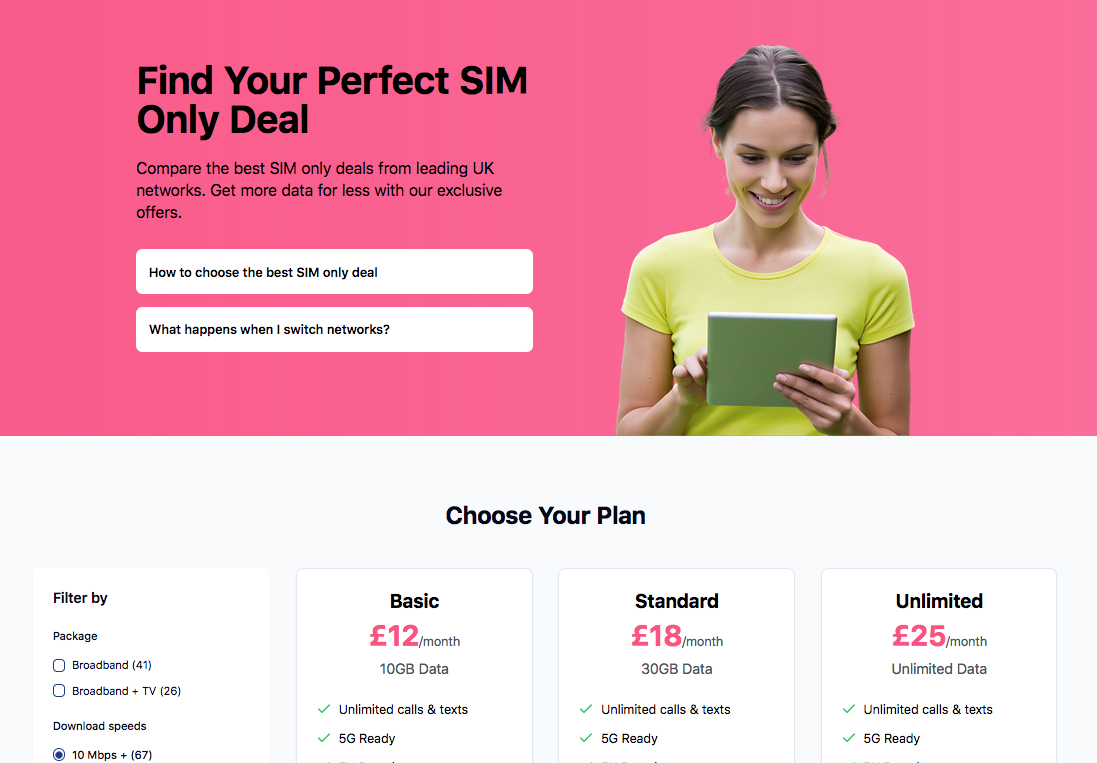 Find Your Perfect SIM
Only Deal
Compare the best SIM only deals from leading UK
networks. Get more data for less with our exclusive
offers.
How to choose the best SIM only deal
What happens when I switch networks?
Choose Your Plan
Filter by
Package
Broadband (41)
Broadband + TV (26)
Download speeds
10 Mbps + (67)
Basic
£12/month
10GB Data
Unlimited calls & texts
5G Ready
Standard
£18/month
30GB Data
Unlimited calls & texts
5G Ready
Unlimited
£25/month
Unlimited Data
Unlimited calls & texts
5G Ready